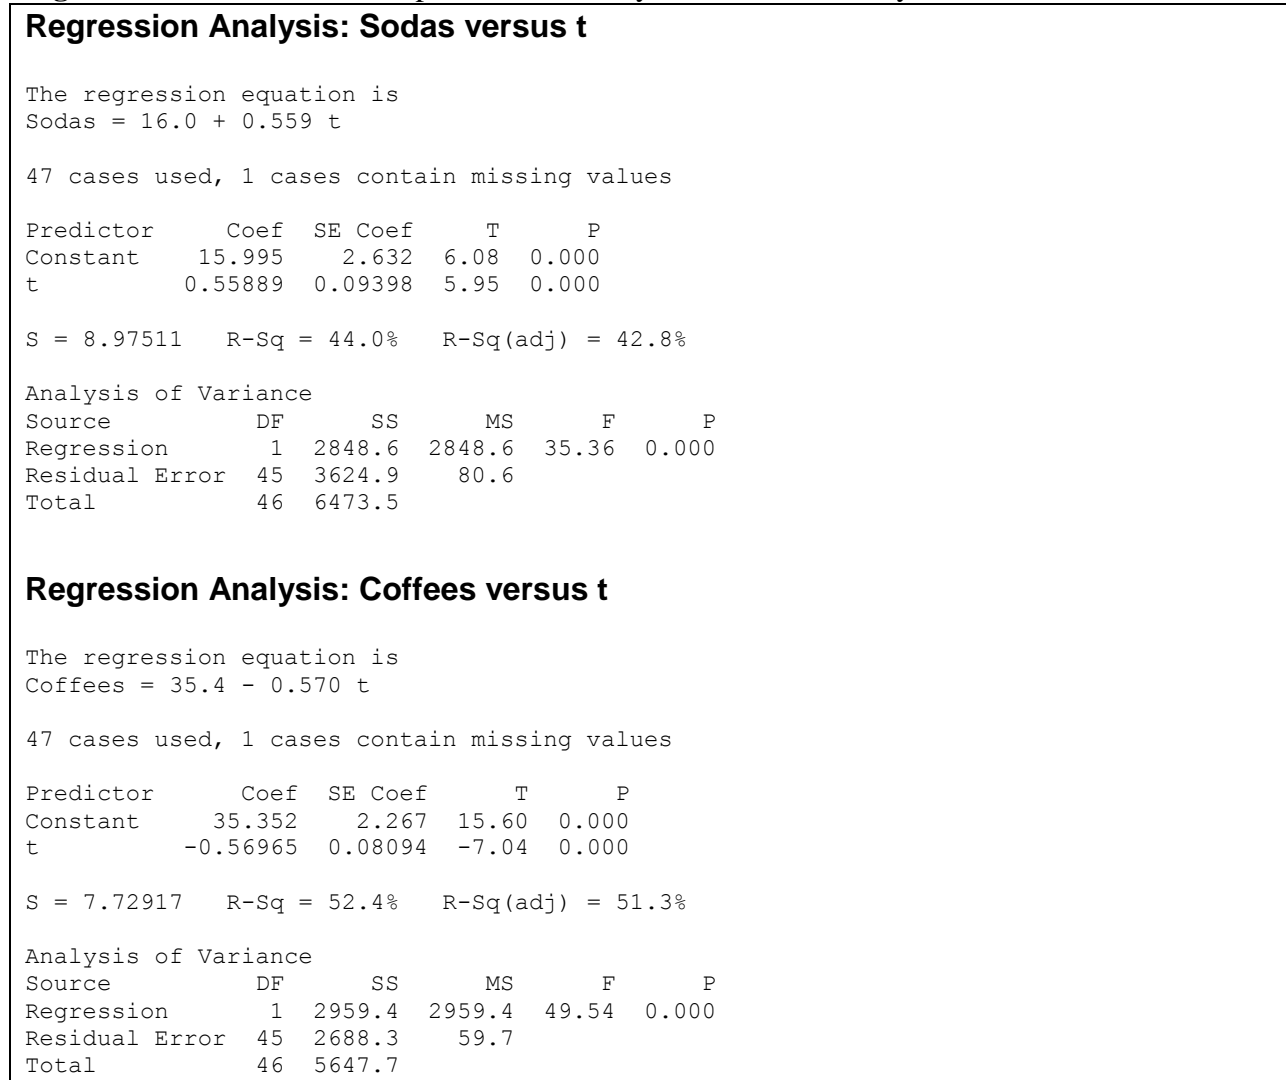 Regression Analysis: Sodas versus t
The regression equation is
Sodas = 16.0 + 0.559 t
47 cases used, 1 cases contain missing values
Predictor Coef SE Coef T P
Constant 15.995 2.632 6.08 0.000
t 0.55889 0.09398 5.95 0.000
S = 8.97511 R-Sq = 44.0% R-Sq(adj) = 42.8%
Analysis of Variance
Source DF SS MS F P
Regression 1 2848.6 2848.6 35.36 0.000
Residual Error 45 3624.9 80.6
Total 46 6473.5
Regression Analysis: Coffees versus t
The regression equation is
Coffees = 35.4 - 0.570 t
47 cases used, 1 cases contain missing values
Predictor Coef SE Coef T P
Constant 35.352 2.267 15.60 0.000
t -0.56965 0.08094 -7.04 0.000
S = 7.72917 R-Sq = 52.4% R-Sq(adj) = 51.3%
Analysis of Variance
Source DF SS MS F P
Regression 1 2959.4 2959.4 49.54 0.000
Residual Error 45 2688.3 59.7
Total 46 5647.7